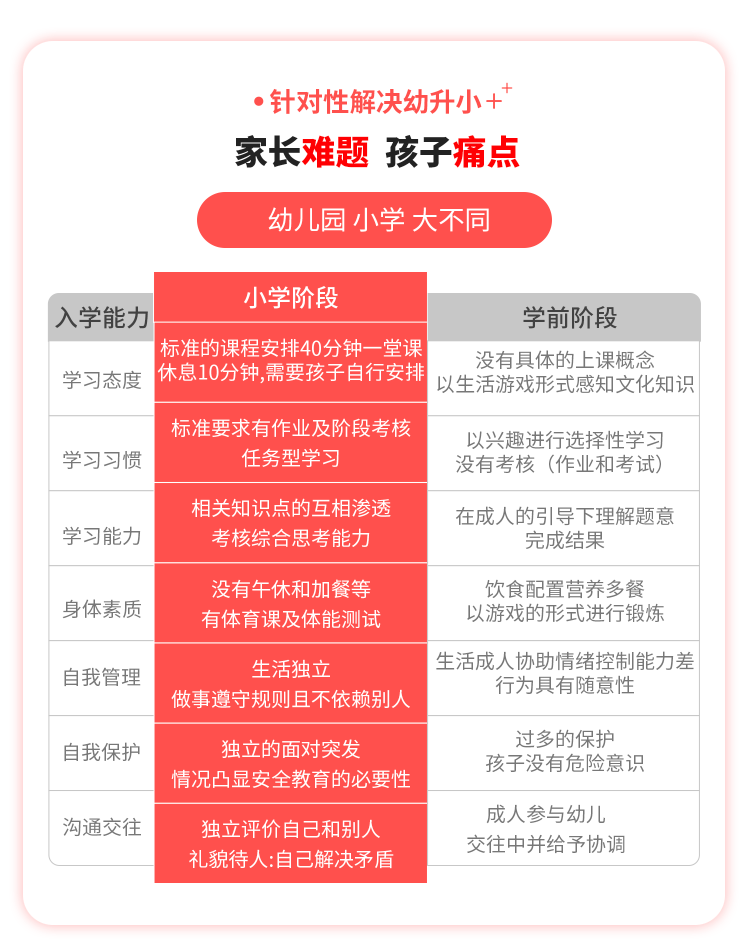 •针对性解决幼升小++
家长难题 孩子痛点
幼儿园 小学 大不同
入学能力
小学阶段
学前阶段
学习态度
标准的课程安排40分钟一堂课
休息10分钟,需要孩子自行安排
没有具体的上课概念
以生活游戏形式感知文化知识
学习习惯
标准要求有作业及阶段考核
任务型学习
以兴趣进行选择性学习
没有考核（作业和考试）
学习能力
相关知识点的互相渗透
考核综合思考能力
在成人的引导下理解题意
完成结果
身体素质
没有午休和加餐等
有体育课及体能测试
饮食配置营养多餐
以游戏的形式进行锻炼
自我管理
生活独立
做事遵守规则且不依赖别人
生活成人协助情绪控制能力差
行为具有随意性
自我保护
独立的面对突发
情况凸显安全教育的必要性
过多的保护
孩子没有危险意识
沟通交往
独立评价自己和别人
礼貌待人:自己解决矛盾
成人参与幼儿
交往中并给予协调